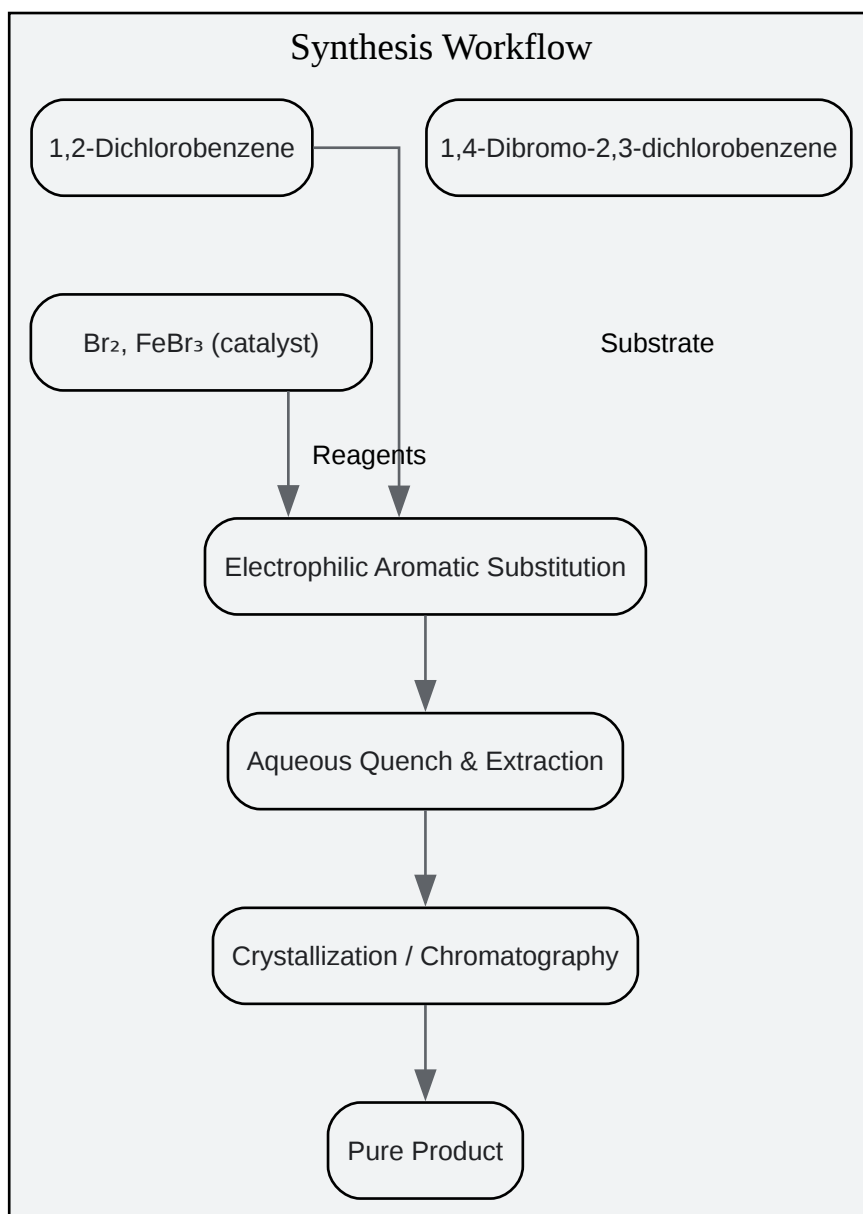 Synthesis Workflow
1,2-Dichlorobenzene
1,4-Dibromo-2,3-dichlorobenzene
Br₂, FeBr₃ (catalyst)
Substrate
Reagents
Electrophilic Aromatic Substitution
Aqueous Quench & Extraction
Crystallization / Chromatography
Pure Product